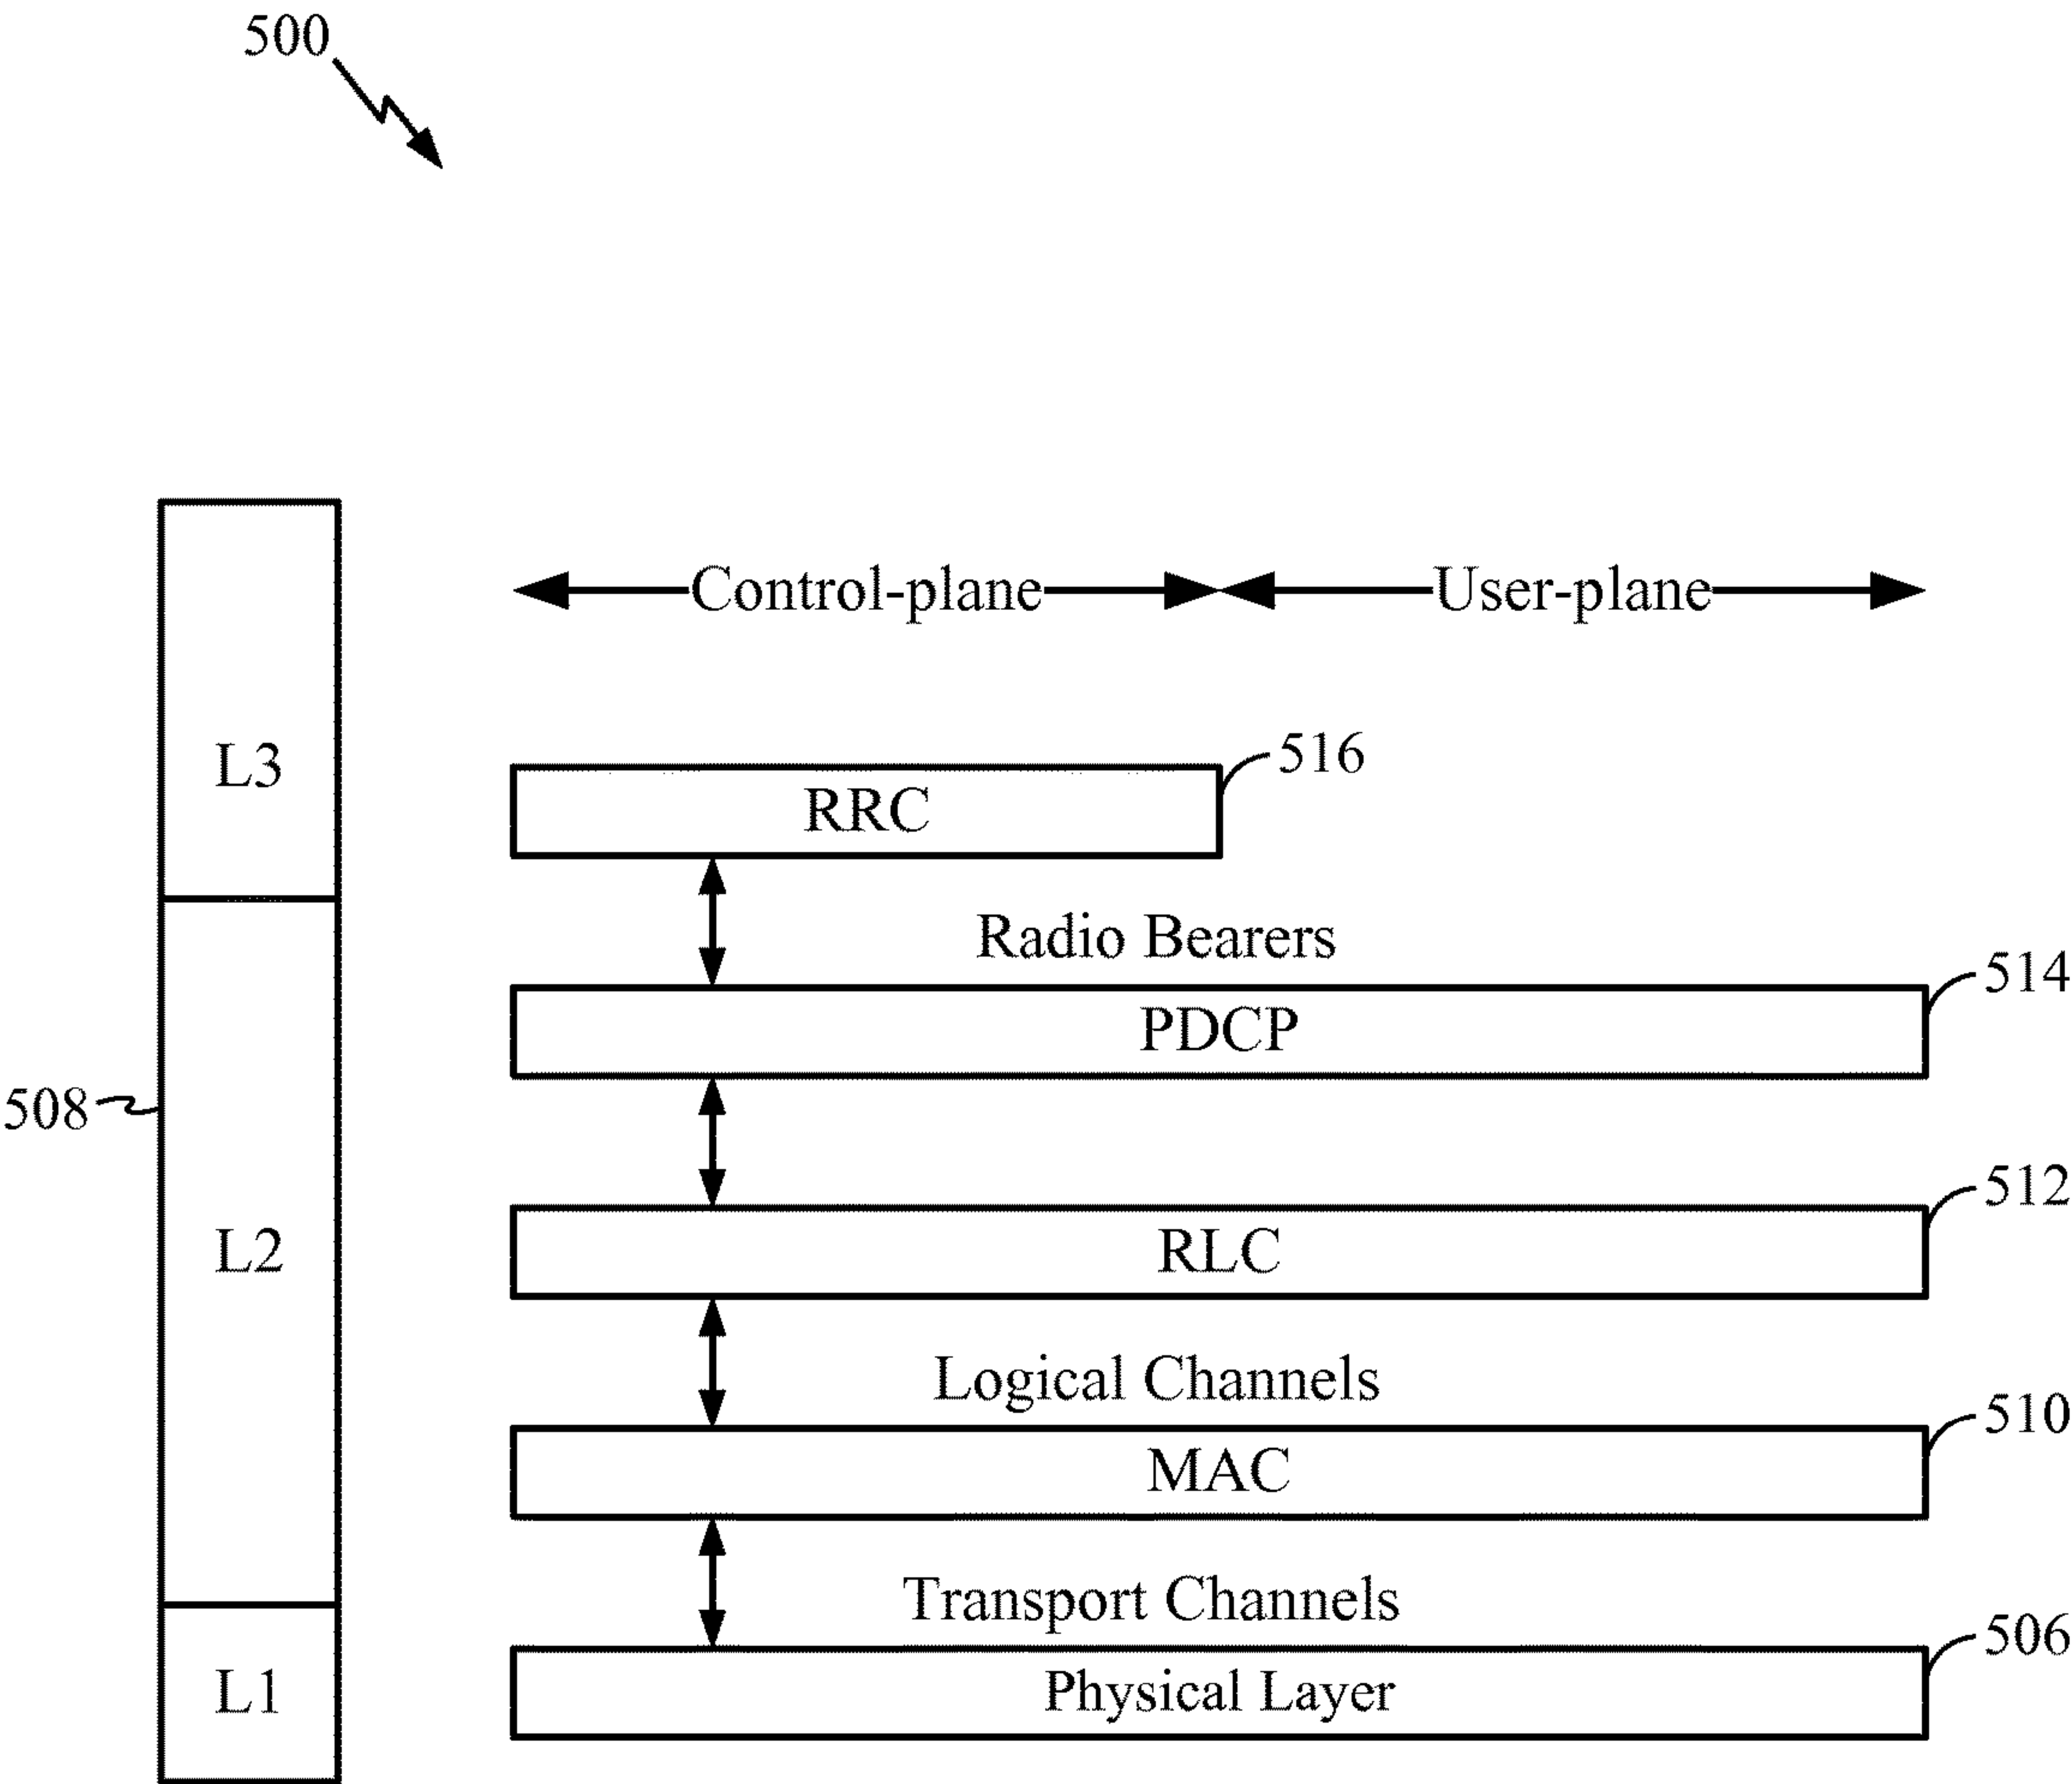 500
Control-plane User-plane
L3
516
RRC
Radio Bearers
514
PDCP
508
512
L2
RLC
Logical Channels
510
MAC
Transport Channels
506
L1
Physical Layer